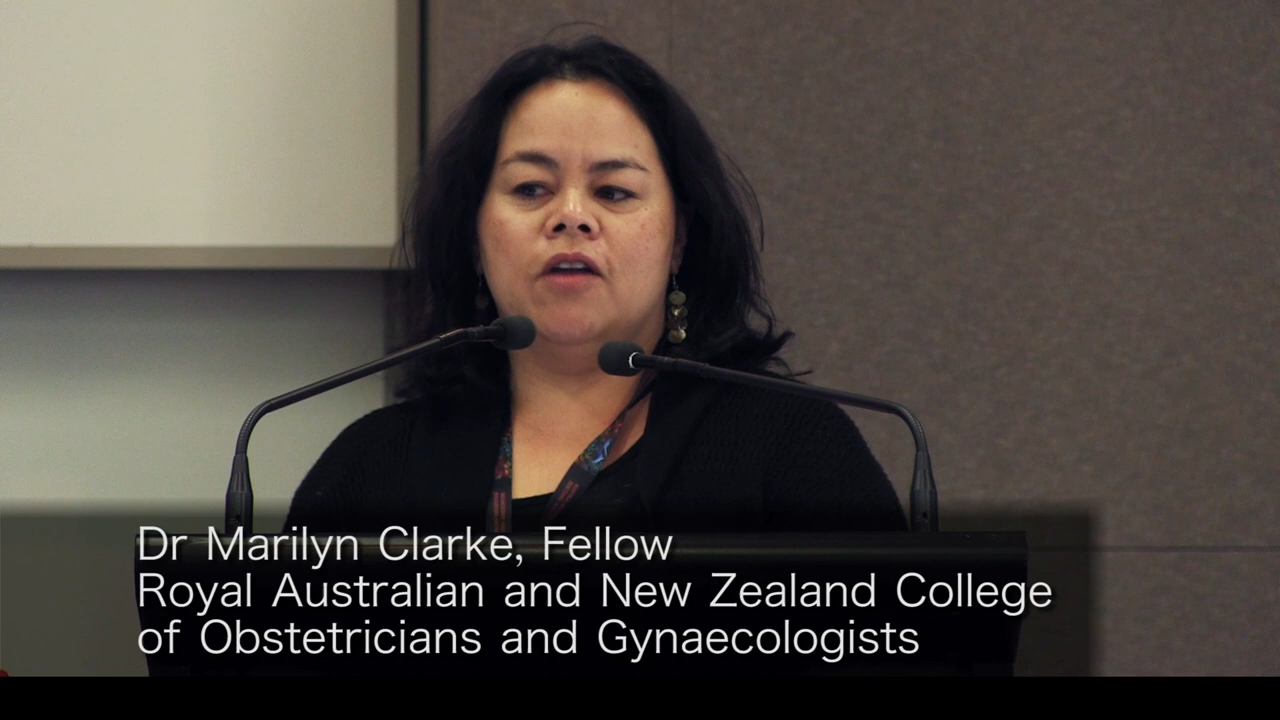 Dr Marilyn Clarke, Fellow
Royal Australian and New Zealand College
of Obstetricians and Gynaecologists